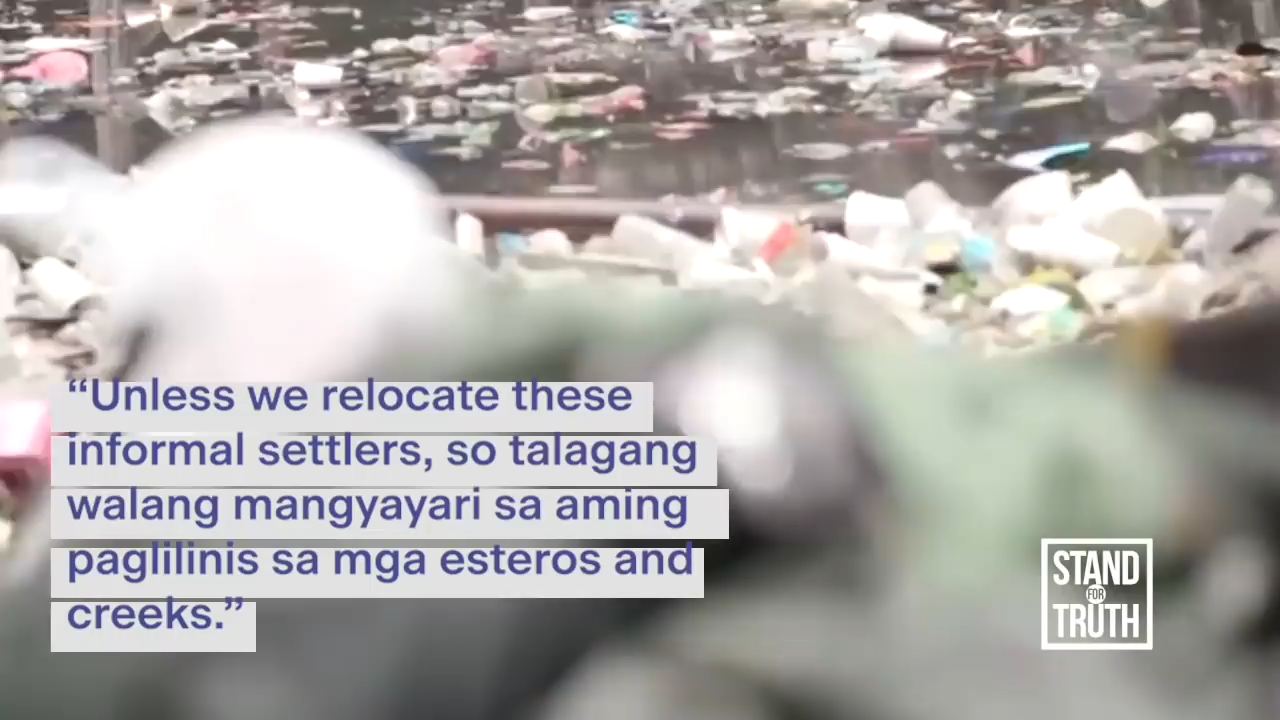 “Unless we relocate these
informal settlers, so talagang
walang mangyayari sa aming
paglilinis sa mga esteros and
creeks.”
STAND
FOR
TRUTH